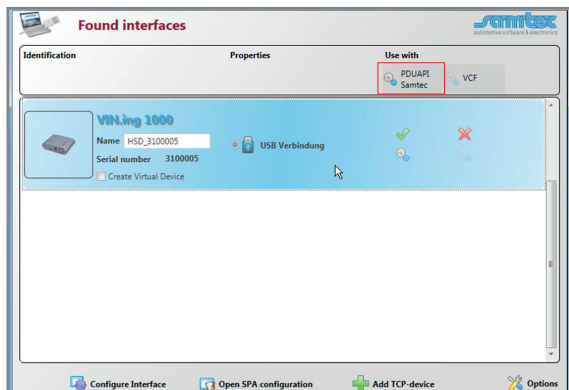 Found interfaces
samtec
automotive software & electronics
Identification
Properties
Use with
PDUAPI
Samtec
VCF
VIN.ing 1000
Name HSD_3100005
USB Verbindung
Serial number 3100005
Create Virtual Device
Configure Interface
Open SPA configuration
Add TCP-device
Options